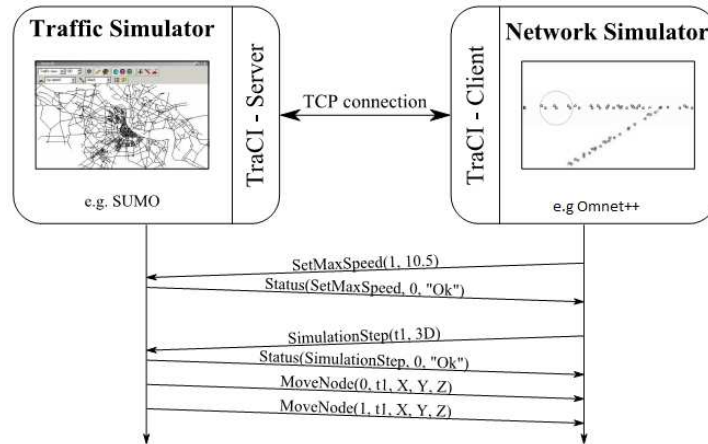 Traffic Simulator
Network Simulator
TraCI - Server
TCP connection
TraCI - Client
e.g. SUMO
e.g Omnet++
SetMaxSpeed(1, 10.5)
Status(SetMaxSpeed, 0, "Ok")
SimulationStep(t1, 3D)
Status(SimulationStep, 0, "Ok")
MoveNode(0, t1, X, Y, Z)
MoveNode(1, t1, X, Y, Z)